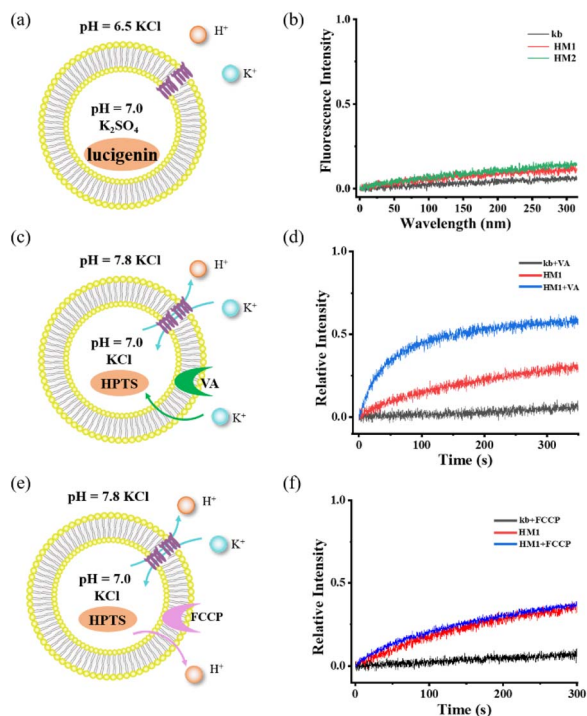 (a)
pH = 6.5 KCl
H⁺
K⁺
pH = 7.0
K₂SO₄
lucigenin
(b)
Fluorescence Intensity
1.0
0.5
0.0
kb
HM1
HM2
0 50 100 150 200 250 300
Wavelength (nm)
(c)
pH = 7.8 KCl
H⁺
K⁺
pH = 7.0
KCl
HPTS
VA
K⁺
(d)
Relative Intensity
1.0
0.5
0.0
kb+VA
HM1
HM1+VA
0 100 200 300
Time (s)
(e)
pH = 7.8 KCl
H⁺
K⁺
pH = 7.0
KCl
HPTS
FCCP
H⁺
(f)
Relative Intensity
1.0
0.5
0.0
kb+FCCP
HM1
HM1+FCCP
0 100 200 300
Time (s)